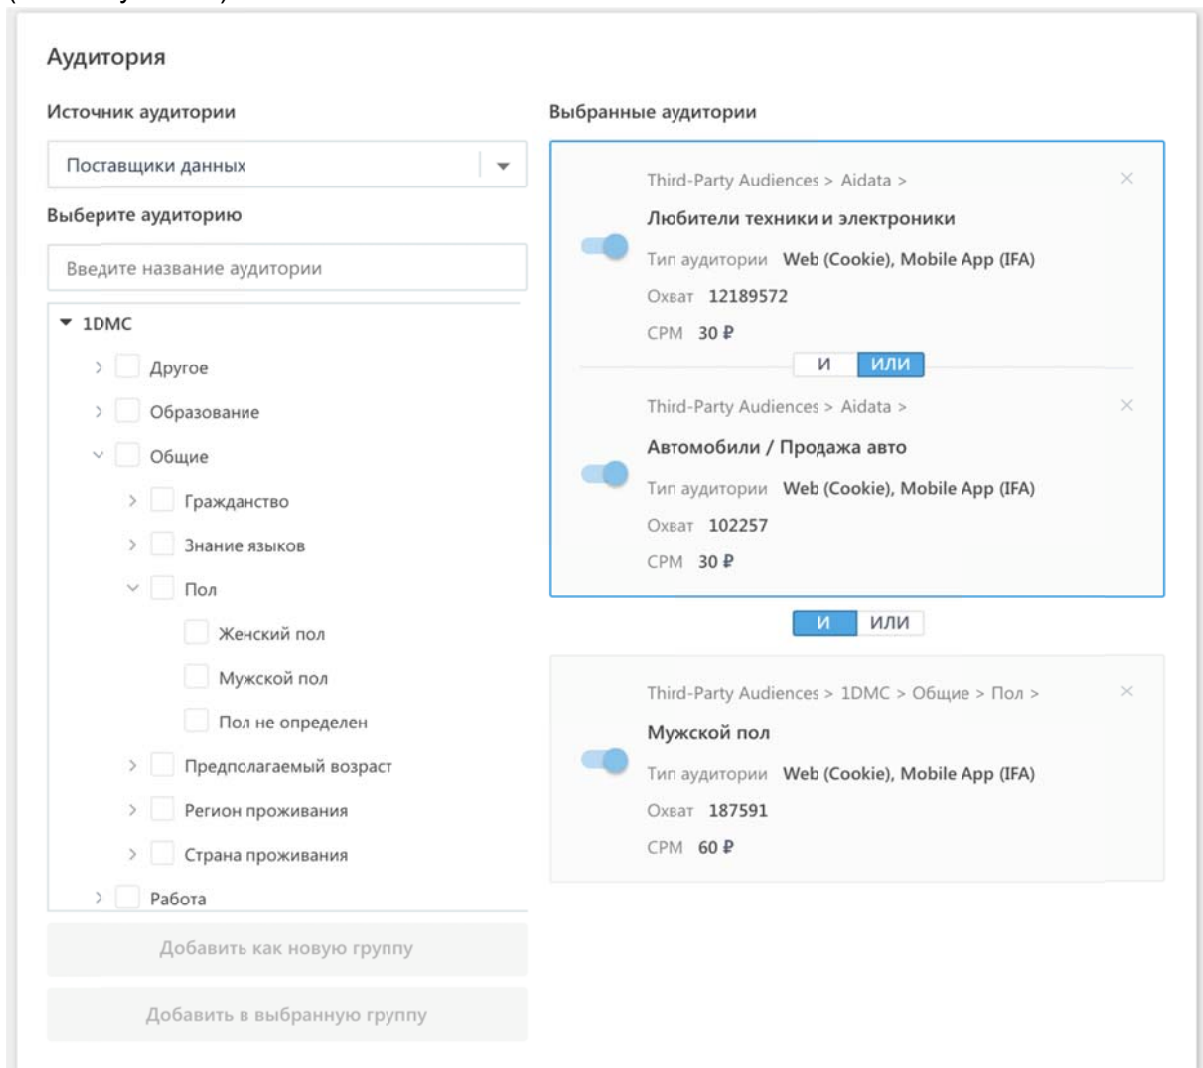 Аудитория
Источник аудитории
Поставщики данных
Выберите аудиторию
Введите название аудитории
1DMC
Другое
Образование
Общие
Гражданство
Знание языков
Пол
Женский пол
Мужской пол
Пол не определен
Предполагаемый возраст
Регион проживания
Страна проживания
Работа
Добавить как новую группу
Добавить в выбранную группу
Выбранные аудитории
Third-Party Audiences > Aidata >
Любители техники и электроники
Тип аудитории Web (Cookie), Mobile App (IFA)
Охват 12189572
CPM 30 ₽
И ИЛИ
Third-Party Audiences > Aidata >
Автомобили / Продажа авто
Тип аудитории Web (Cookie), Mobile App (IFA)
Охват 102257
CPM 30 ₽
И ИЛИ
Third-Party Audiences > 1DMC > Общие > Пол >
Мужской пол
Тип аудитории Web (Cookie), Mobile App (IFA)
Охват 187591
CPM 60 ₽